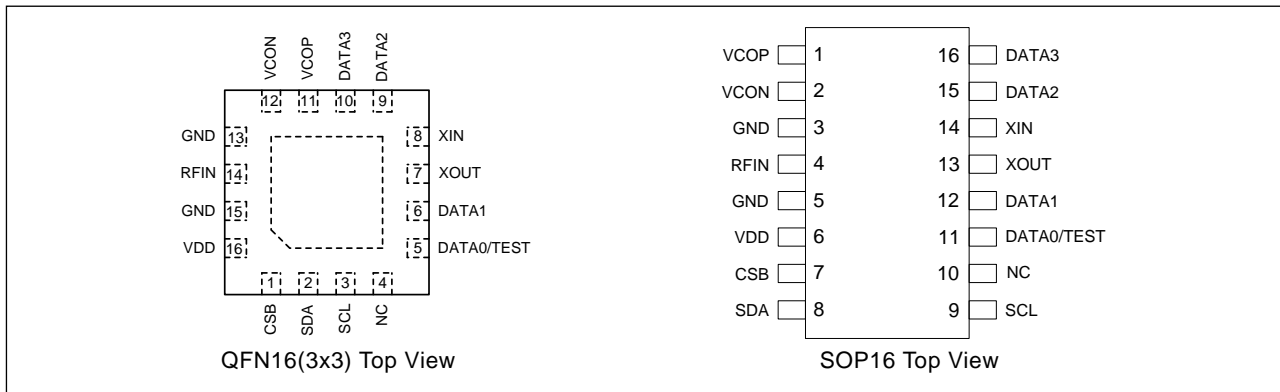 VCON VCOP DATA3 DATA2
12 11 10 9
GND 13 8 XIN
RFIN 14 7 XOUT
GND 15 6 DATA1
VDD 16 5 DATA0/TEST
1 2 3 4
CSB SDA SCL NC
QFN16(3x3) Top View
VCOP 1 16 DATA3
VCON 2 15 DATA2
GND 3 14 XIN
RFIN 4 13 XOUT
GND 5 12 DATA1
VDD 6 11 DATA0/TEST
CSB 7 10 NC
SDA 8 9 SCL
SOP16 Top View